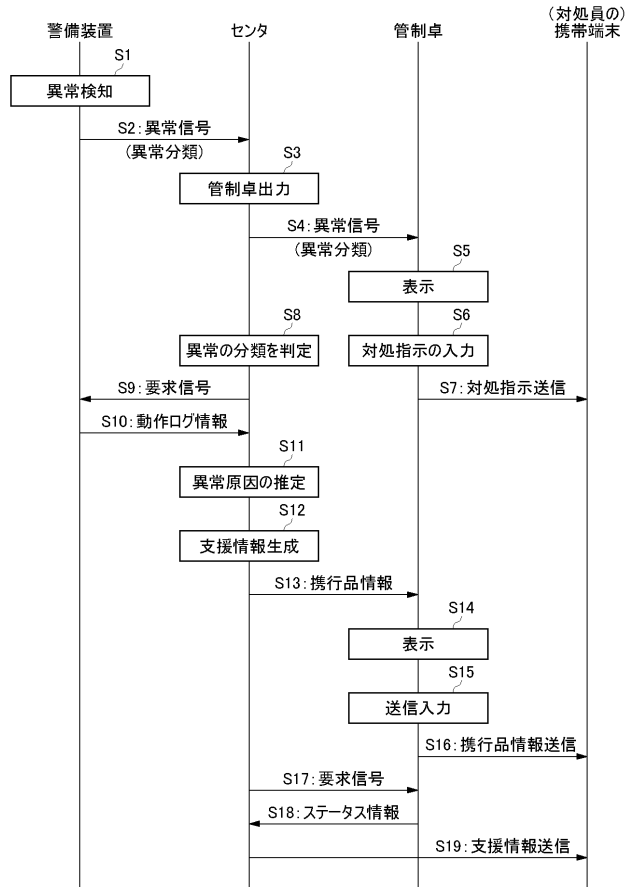 警備装置
センタ
管制卓
(対処員の)
携帯端末
S1
異常検知
S2:異常信号
(異常分類)
S3
管制卓出力
S4:異常信号
(異常分類)
S5
表示
S8
異常の分類を判定
S6
対処指示の入力
S9:要求信号
S7:対処指示送信
S10:動作ログ情報
S11
異常原因の推定
S12
支援情報生成
S13:携行品情報
S14
表示
S15
送信入力
S16:携行品情報送信
S17:要求信号
S18:ステータス情報
S19:支援情報送信